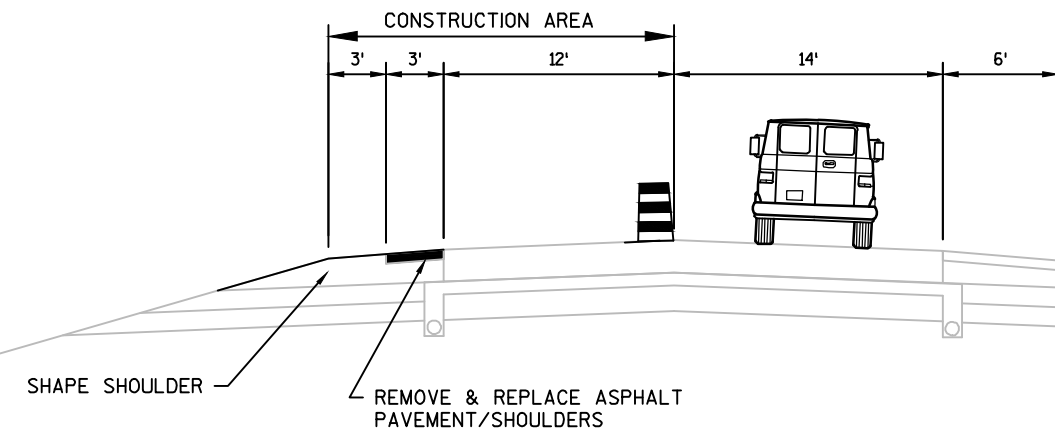 CONSTRUCTION AREA
3' 3' 12' 14' 6'
SHAPE SHOULDER
REMOVE & REPLACE ASPHALT
PAVEMENT/SHOULDERS